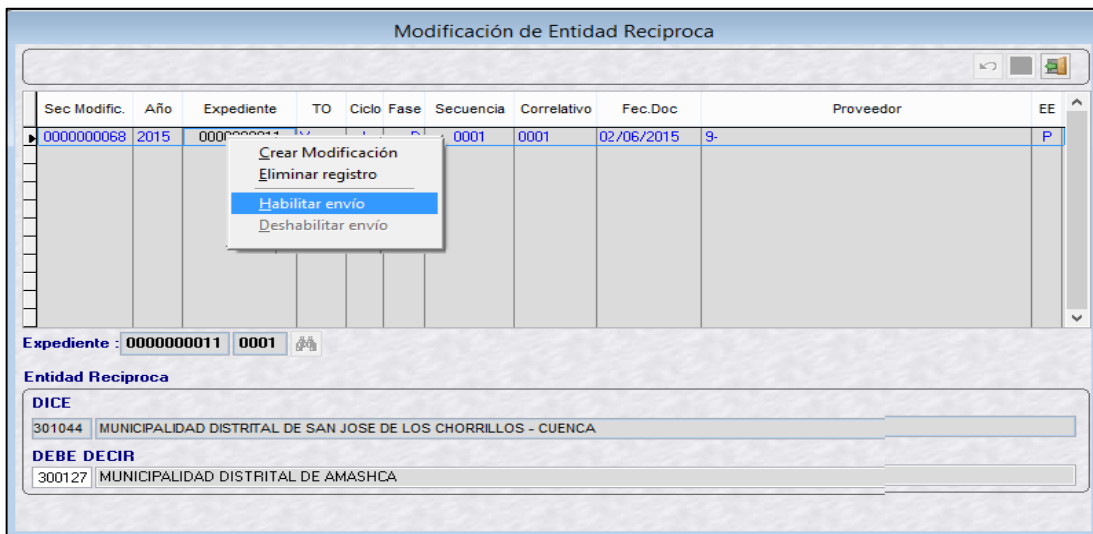 Modificación de Entidad Reciproca
Sec Modific. Año Expediente TO Ciclo Fase Secuencia Correlativo Fec.Doc Proveedor EE
0000000068 2015 0001 0001 02/06/2015 9- P
Crear Modificación
Eliminar registro
Habilitar envío
Deshabilitar envío
Expediente : 0000000011 0001
Entidad Reciproca
DICE
301044 MUNICIPALIDAD DISTRITAL DE SAN JOSE DE LOS CHORRILLOS - CUENCA
DEBE DECIR
300127 MUNICIPALIDAD DISTRITAL DE AMASHCA